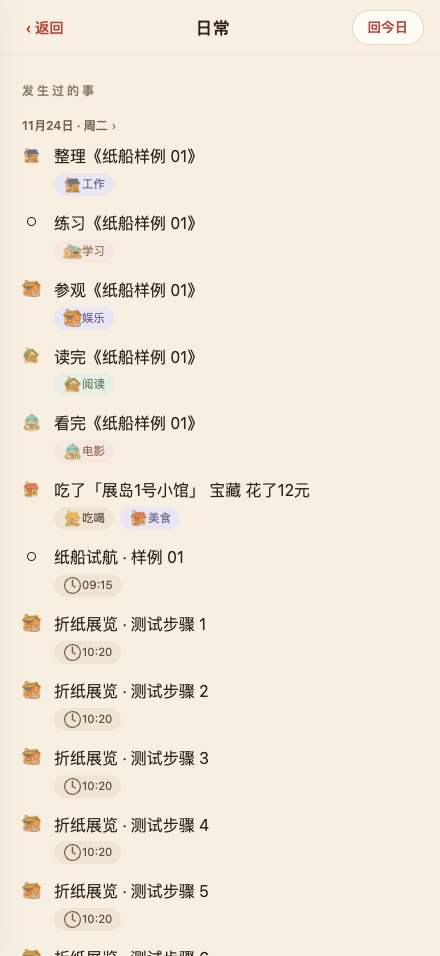 ‹ 返回
日常
回今日
发生过的事
11月24日 · 周二 ›
整理《纸船样例 01》
工作
练习《纸船样例 01》
学习
参观《纸船样例 01》
娱乐
读完《纸船样例 01》
阅读
看完《纸船样例 01》
电影
吃了「展岛1号小馆」 宝藏 花了12元
吃喝 美食
纸船试航 · 样例 01
09:15
折纸展览 · 测试步骤 1
10:20
折纸展览 · 测试步骤 2
10:20
折纸展览 · 测试步骤 3
10:20
折纸展览 · 测试步骤 4
10:20
折纸展览 · 测试步骤 5
10:20